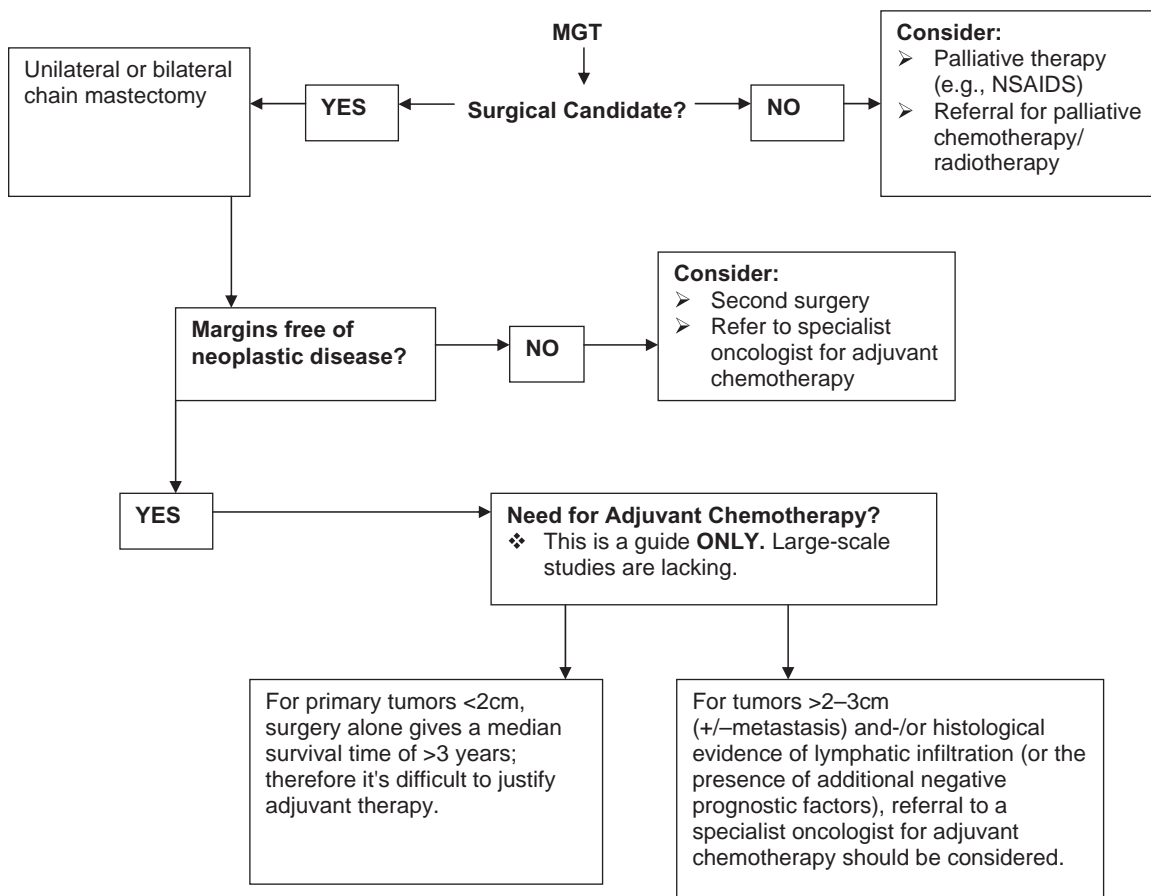 MGT
Surgical Candidate?
YES
NO
Unilateral or bilateral
chain mastectomy
Consider:
➢ Palliative therapy
(e.g., NSAIDS)
➢ Referral for palliative
chemotherapy/
radiotherapy
Margins free of
neoplastic disease?
NO
Consider:
➢ Second surgery
➢ Refer to specialist
oncologist for adjuvant
chemotherapy
YES
Need for Adjuvant Chemotherapy?
❖ This is a guide ONLY. Large-scale
studies are lacking.
For primary tumors <2cm,
surgery alone gives a median
survival time of >3 years;
therefore it's difficult to justify
adjuvant therapy.
For tumors >2–3cm
(+/–metastasis) and-/or histological
evidence of lymphatic infiltration (or the
presence of additional negative
prognostic factors), referral to a
specialist oncologist for adjuvant
chemotherapy should be considered.